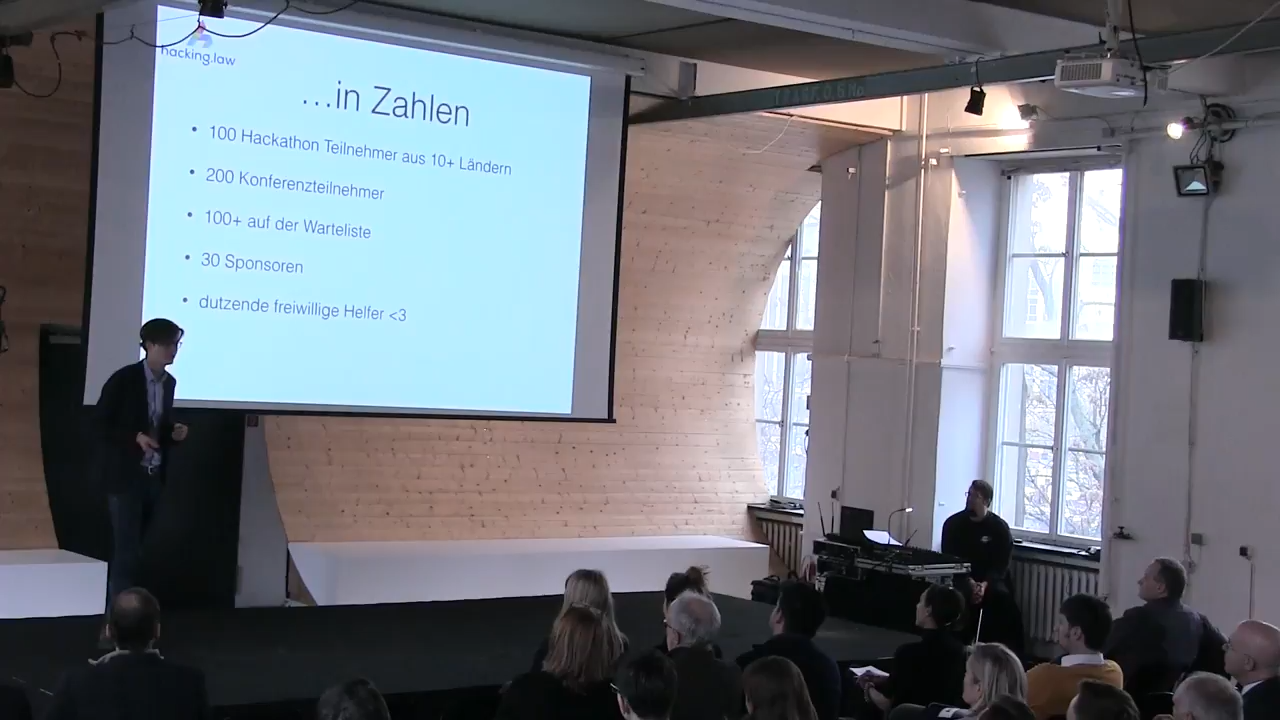 hacking.law
…in Zahlen
• 100 Hackathon Teilnehmer aus 10+ Ländern
• 200 Konferenzteilnehmer
• 100+ auf der Warteliste
• 30 Sponsoren
• dutzende freiwillige Helfer <3